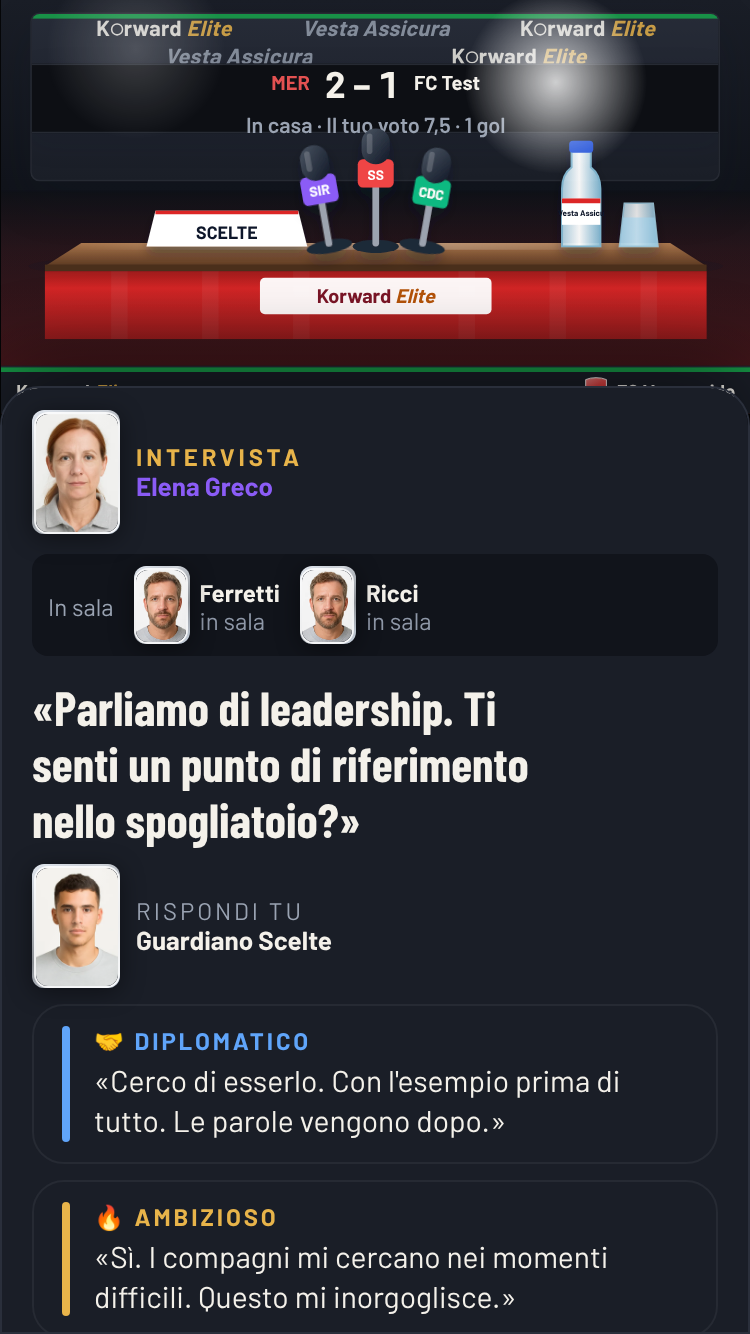 Korward Elite Vesta Assicura Korward Elite
Vesta Assicura Korward Elite
MER 2 – 1 FC Test
In casa · Il tuo voto 7,5 · 1 gol
SIR SS CDC
SCELTE
Korward Elite
INTERVISTA
Elena Greco
In sala
Ferretti
in sala
Ricci
in sala
«Parliamo di leadership. Ti
senti un punto di riferimento
nello spogliatoio?»
RISPONDI TU
Guardiano Scelte
🤝 DIPLOMATICO
«Cerco di esserlo. Con l'esempio prima di
tutto. Le parole vengono dopo.»
🔥 AMBIZIOSO
«Sì. I compagni mi cercano nei momenti
difficili. Questo mi inorgoglisce.»